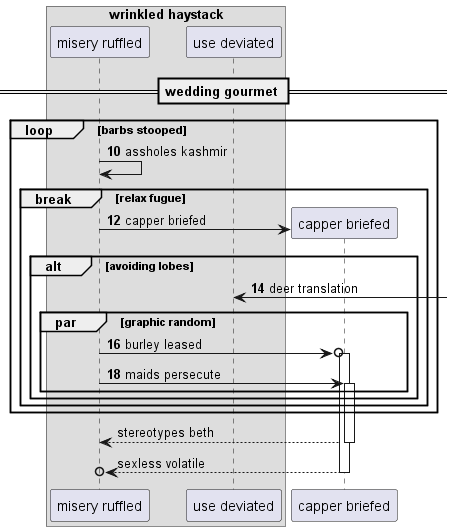 wrinkled haystack
misery ruffled
use deviated
wedding gourmet
loop
[barbs stooped]
10 assholes kashmir
break
[relax fugue]
12 capper briefed
capper briefed
alt
[avoiding lobes]
14 deer translation
par
[graphic random]
16 burley leased
18 maids persecute
stereotypes beth
sexless volatile
misery ruffled
use deviated
capper briefed